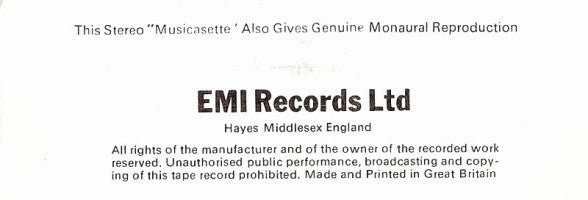 This Stereo "Musicasette ' Also Gives Genuine Monaural Reproduction
EMI Records Ltd
Hayes Middlesex England
All rights of the manufacturer and of the owner of the recorded work
reserved. Unauthorised public performance, broadcasting and copy-
ing of this tape record prohibited. Made and Printed in Great Britain